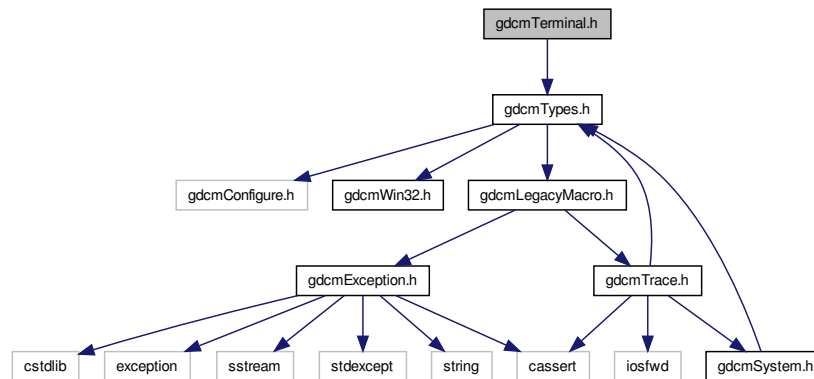 gdcmTerminal.h
gdcmTypes.h
gdcmConfigure.h
gdcmWin32.h
gdcmLegacyMacro.h
gdcmException.h
gdcmTrace.h
cstdlib
exception
sstream
stdexcept
string
cassert
iosfwd
gdcmSystem.h